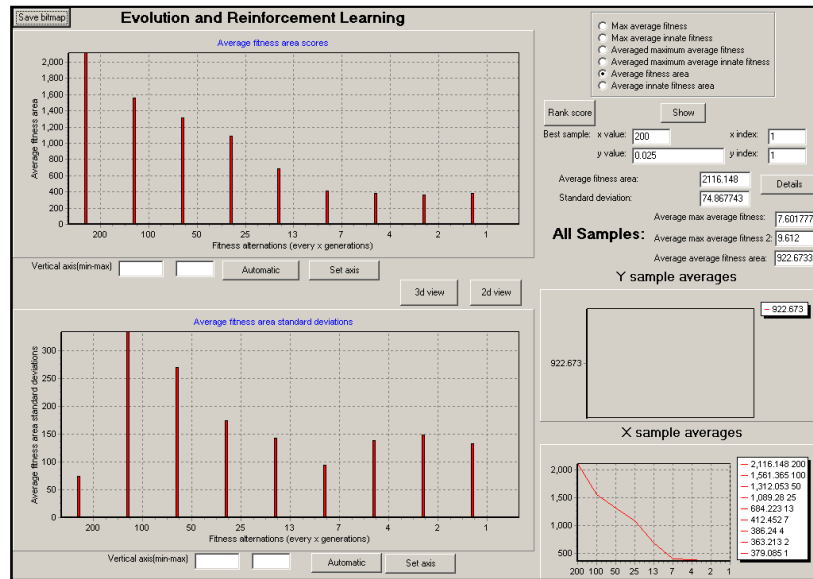 Save bitmap
Evolution and Reinforcement Learning
Average fitness area scores
Average fitness area
2,000
1,800
1,600
1,400
1,200
1,000
800
600
400
200
0
200 100 50 25 13 7 4 2 1
Fitness alternations (every x generations)
Vertical axis(min-max)
Automatic
Set axis
3d view
2d view
Average fitness area standard deviations
Average fitness area standard deviations
300
250
200
150
100
50
0
200 100 50 25 13 7 4 2 1
Fitness alternations (every x generations)
Vertical axis(min-max)
Automatic
Set axis
Max average fitness
Max average innate fitness
Averaged maximum average fitness
Averaged maximum average innate fitness
Average fitness area
Average innate fitness area
Rank score
Show
Best sample: x value: 200 x index: 1
y value: 0.025 y index: 1
Average fitness area: 2116.148
Standard deviation: 74.867743
Details
All Samples:
Average max average fitness: 7.601777
Average max average fitness 2: 9.612
Average average fitness area: 922.6733
Y sample averages
922.673
922.673
X sample averages
2,000
1,500
1,000
500
200 100 50 25 13 7 4 2 1
2,116.148 200
1,561.365 100
1,312.053 50
1,089.28 25
684.223 13
412.452 7
386.24 4
363.213 2
379.085 1